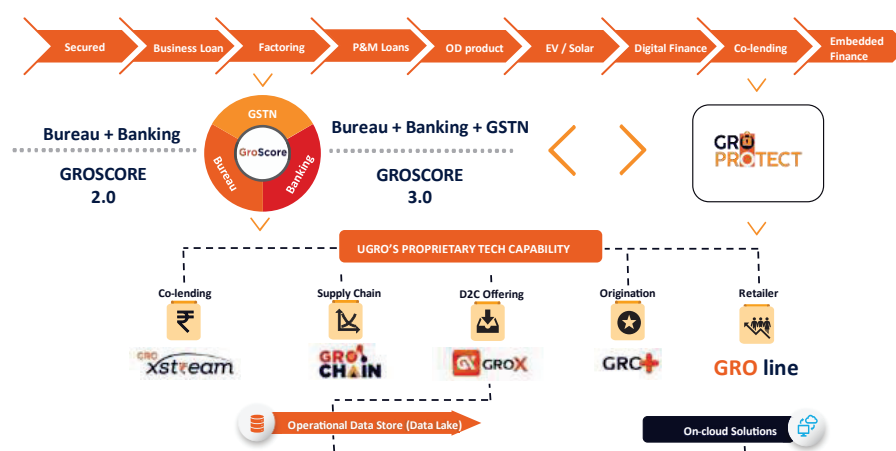 Secured
Business Loan
Factoring
P&M Loans
OD product
EV / Solar
Digital Finance
Co-lending
Embedded
Finance
Bureau + Banking
GROSCORE
2.0
GSTN
GroScore
Bureau
Banking
Bureau + Banking + GSTN
GROSCORE
3.0
GRO
PROTECT
UGRO'S PROPRIETARY TECH CAPABILITY
Co-lending
Supply Chain
D2C Offering
Origination
Retailer
GRO
xstream
GRO
CHAIN
GROX
GRO+
GRO line
Operational Data Store (Data Lake)
On-cloud Solutions